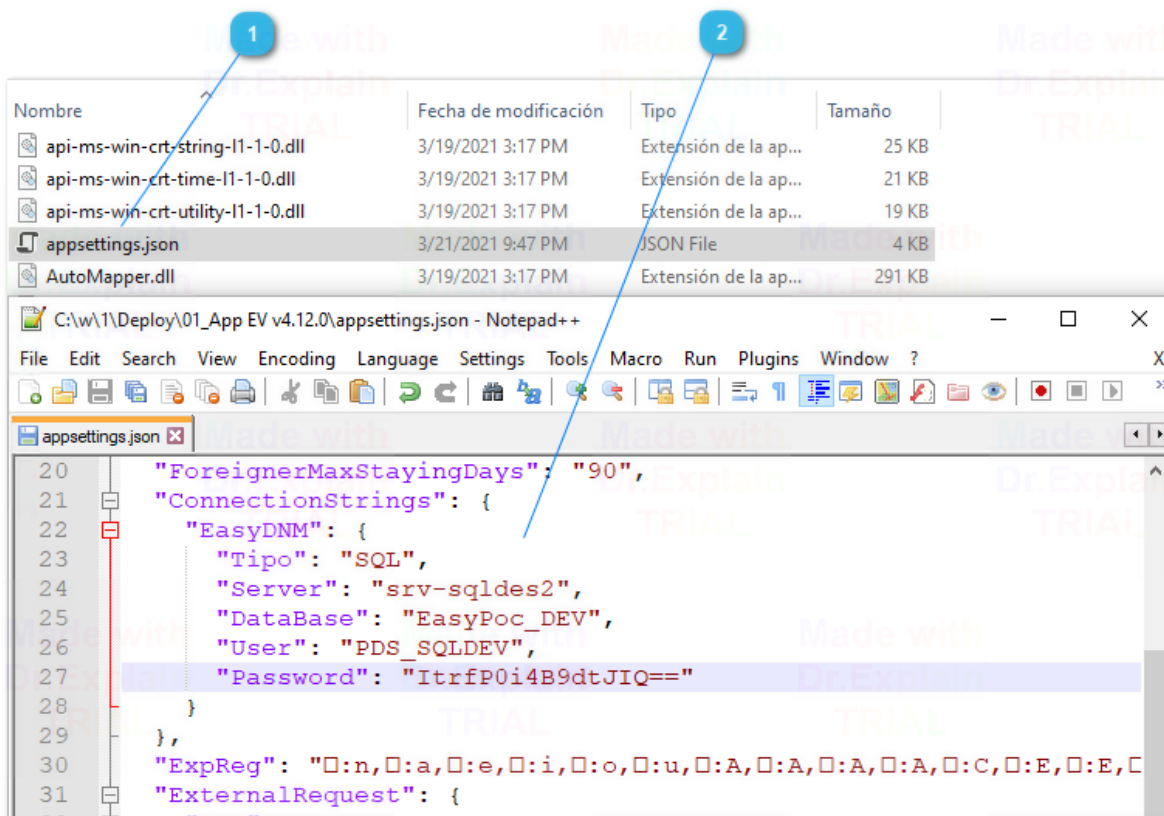 1 2
Nombre Fecha de modificación Tipo Tamaño
api-ms-win-crt-string-l1-1-0.dll 3/19/2021 3:17 PM Extensión de la ap... 25 KB
api-ms-win-crt-time-l1-1-0.dll 3/19/2021 3:17 PM Extensión de la ap... 21 KB
api-ms-win-crt-utility-l1-1-0.dll 3/19/2021 3:17 PM Extensión de la ap... 19 KB
appsettings.json 3/21/2021 9:47 PM JSON File 4 KB
AutoMapper.dll 3/19/2021 3:17 PM Extensión de la ap... 291 KB
C:\w\1\Deploy\01_App EV v4.12.0\appsettings.json - Notepad++
File Edit Search View Encoding Language Settings Tools Macro Run Plugins Window ? X
appsettings.json
20 "ForeignerMaxStayingDays": "90",
21 "ConnectionStrings": {
22 "EasyDNM": {
23 "Tipo": "SQL",
24 "Server": "srv-sqldes2",
25 "DataBase": "EasyPoc_DEV",
26 "User": "PDS_SQLDEV",
27 "Password": "ItrfP0i4B9dtJIQ=="
28 }
29 },
30 "ExpReg": "□:n,□:a,□:e,□:i,□:o,□:u,□:A,□:A,□:A,□:A,□:C,□:E,□:E,□
31 "ExternalRequest": {
Made with
Dr.Explain
TRIAL